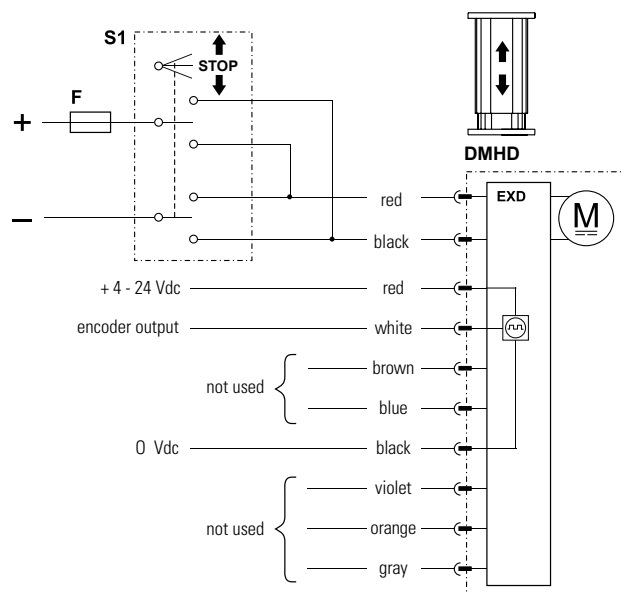 S1
STOP
F
+
–
DMHD
EXD
red
M
black
+ 4 - 24 Vdc red
encoder output white
brown
not used
blue
0 Vdc black
violet
not used orange
gray